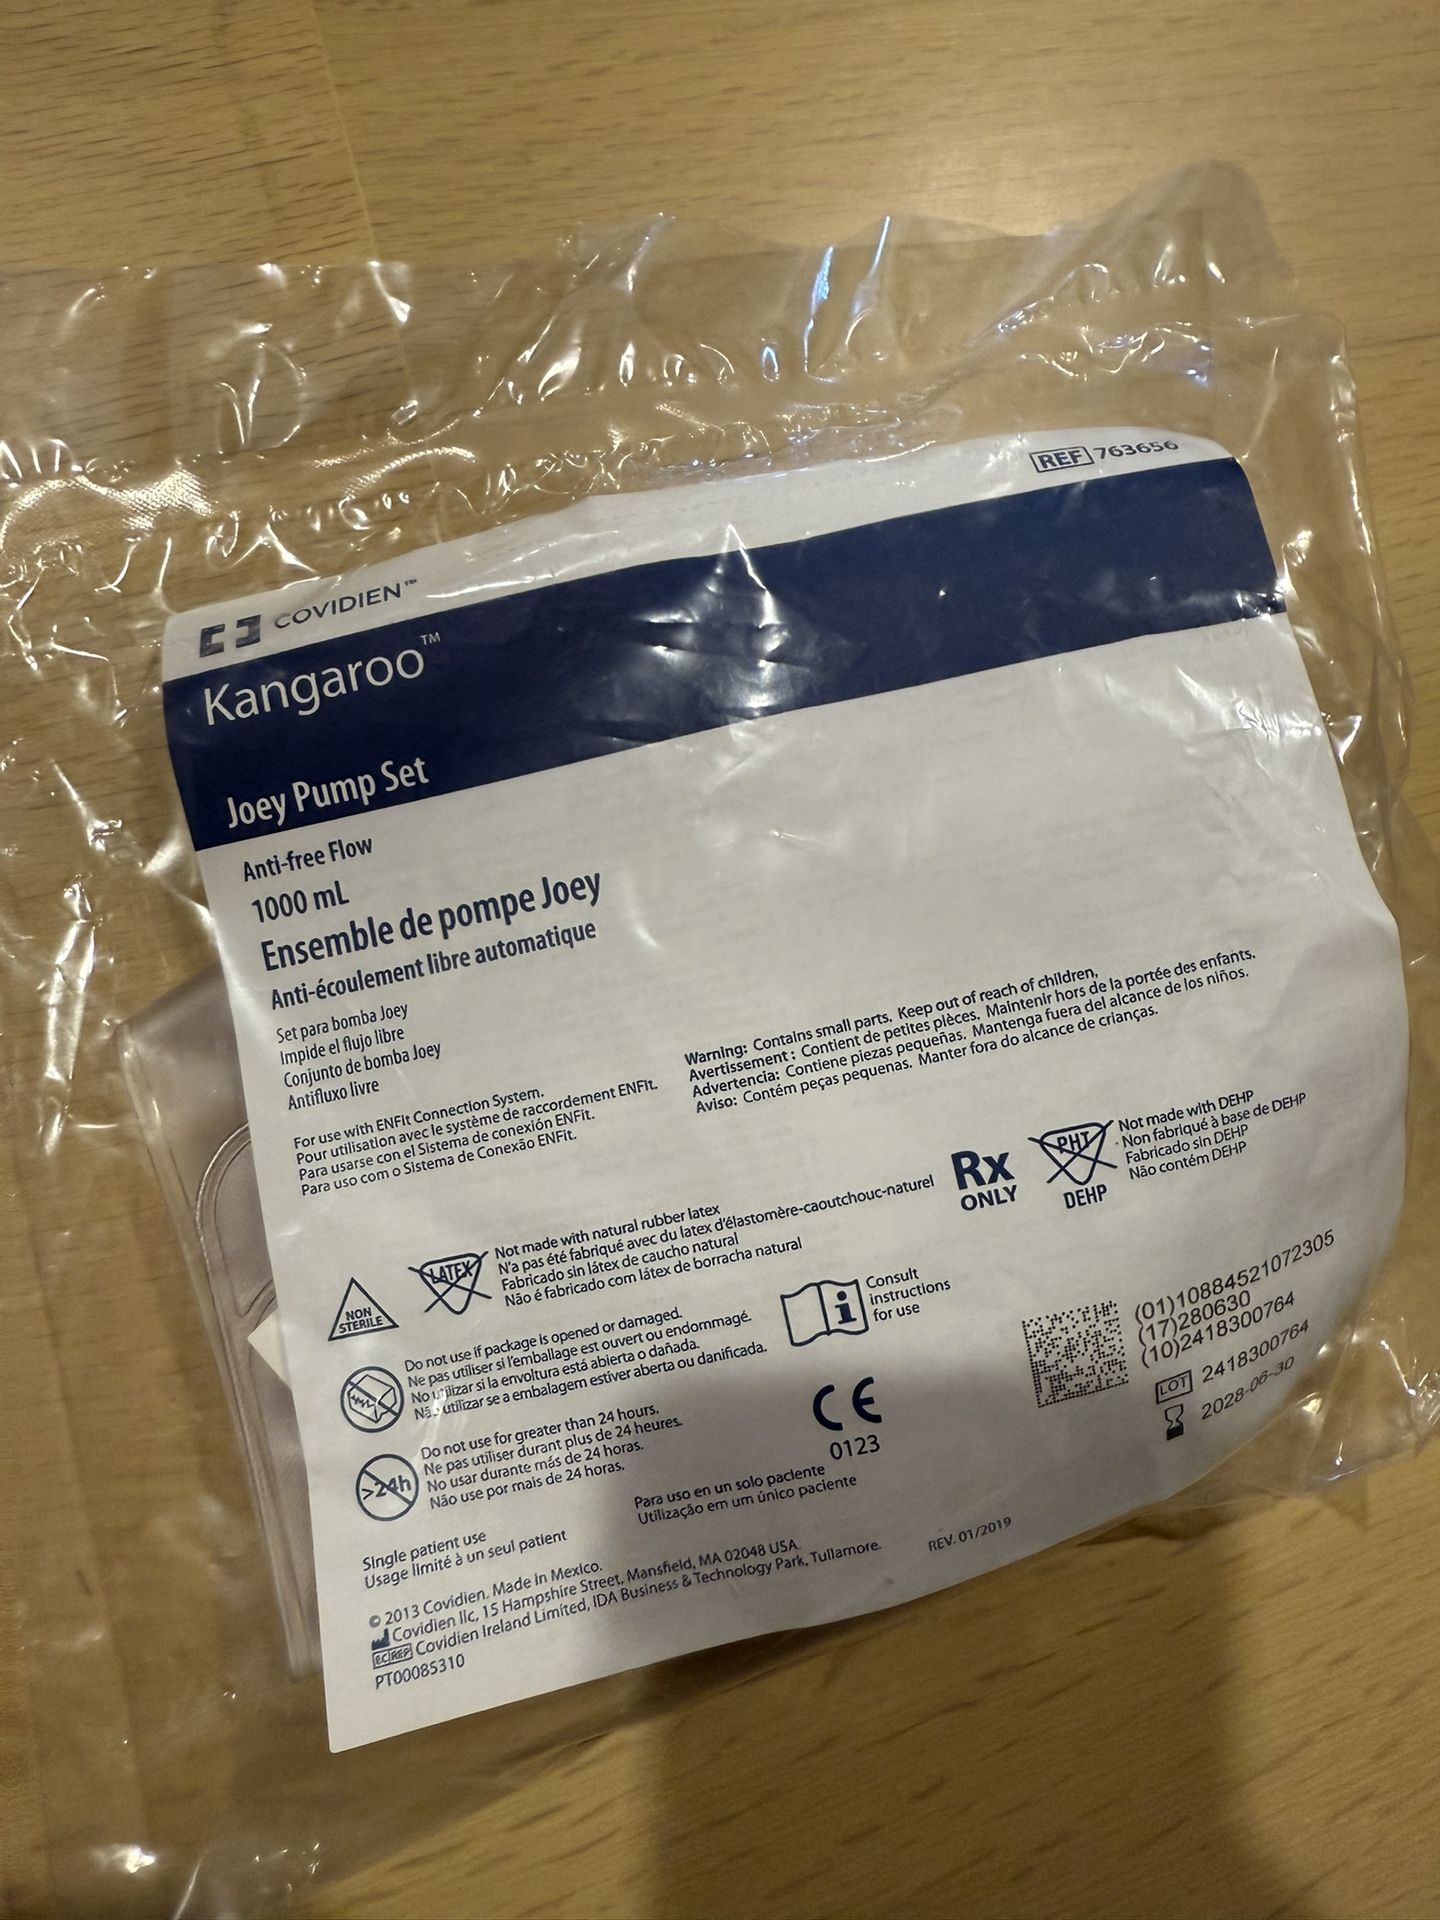 REF 763656
COVIDIEN™
Kangaroo™
Joey Pump Set
Anti-free Flow
1000 mL
Ensemble de pompe Joey
Anti-écoulement libre automatique
Set para bomba Joey
Impide el flujo libre
Conjunto de bomba Joey
Antifluxo livre
For use with ENFit Connection System.
Pour utilisation avec le système de raccordement ENFit.
Para usarse con el Sistema de conexión ENFit.
Para uso com o Sistema de Conexão ENFit.
Warning: Contains small parts. Keep out of reach of children,
Avertissement : Contient de petites pièces. Maintenir hors de la portée des enfants.
Advertencia: Contiene piezas pequeñas. Mantenga fuera del alcance de los niños.
Aviso: Contém peças pequenas. Manter fora do alcance de crianças.
Rx
ONLY
PHT
DEHP
Not made with DEHP
Non fabriqué à base de DEHP
Fabricado sin DEHP
Não contém DEHP
NON
STERILE
LATEX
Not made with natural rubber latex
N'a pas été fabriqué avec du latex d'élastomère-caoutchouc-naturel
Fabricado sin látex de caucho natural
Não é fabricado com látex de borracha natural
Do not use if package is opened or damaged.
Ne pas utiliser si l'emballage est ouvert ou endommagé.
No utilizar si la envoltura está abierta o dañada.
Não utilizar se a embalagem estiver aberta ou danificada.
Consult
instructions
for use
>24h
Do not use for greater than 24 hours.
Ne pas utiliser durant plus de 24 heures.
No usar durante más de 24 horas.
Não use por mais de 24 horas.
CE
0123
(01)10884521072305
(17)280630
(10)2418300764
LOT 2418300764
2028-06-30
Single patient use
Usage limité à un seul patient
Para uso en un solo paciente
Utilização em um único paciente
© 2013 Covidien. Made in Mexico.
Covidien llc, 15 Hampshire Street, Mansfield, MA 02048 USA.
EC REP Covidien Ireland Limited, IDA Business & Technology Park, Tullamore.
PT00085310
REV. 01/2019